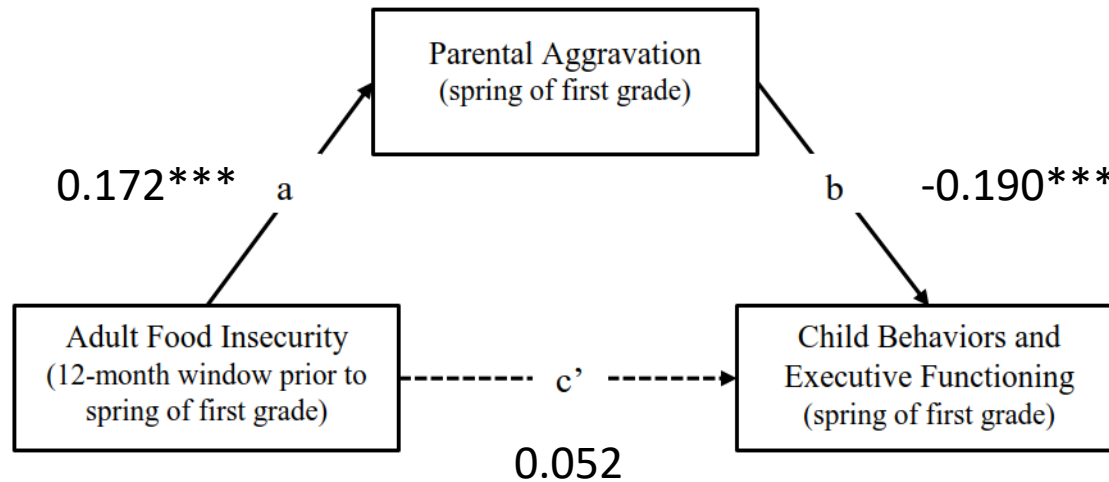 Parental Aggravation
(spring of first grade)
0.172***
a
b
-0.190***
Adult Food Insecurity
(12-month window prior to
spring of first grade)
c’
Child Behaviors and
Executive Functioning
(spring of first grade)
0.052